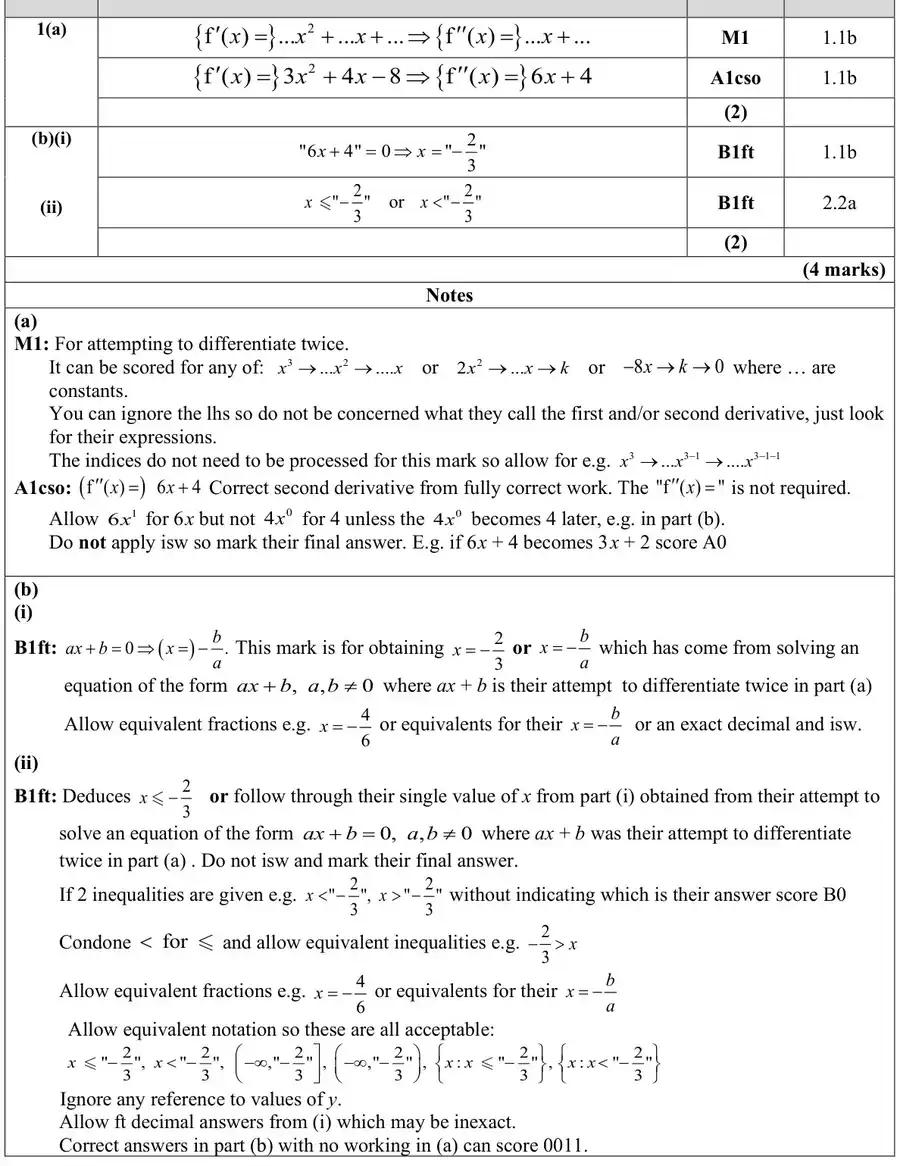 1(a) {f′(x) =}...x² + ...x + ... ⇒ {f′′(x) =}...x + ... M1 1.1b
{f′(x) =}3x² + 4x − 8 ⇒ {f′′(x) =}6x + 4 A1cso 1.1b
(2)
(b)(i) "6x + 4" = 0 ⇒ x = "−2/3" B1ft 1.1b
(ii) x ⩽ "−2/3" or x < "−2/3" B1ft 2.2a
(2)
(4 marks)
Notes
(a)
M1: For attempting to differentiate twice.
It can be scored for any of: x³ → ...x² → ....x or 2x² → ...x → k or −8x → k → 0 where … are
constants.
You can ignore the lhs so do not be concerned what they call the first and/or second derivative, just look
for their expressions.
The indices do not need to be processed for this mark so allow for e.g. x³ → ...x³⁻¹ → ....x³⁻¹⁻¹
A1cso: (f′′(x) =) 6x + 4 Correct second derivative from fully correct work. The "f′′(x) = " is not required.
Allow 6x¹ for 6x but not 4x⁰ for 4 unless the 4x⁰ becomes 4 later, e.g. in part (b).
Do not apply isw so mark their final answer. E.g. if 6x + 4 becomes 3x + 2 score A0
(b)
(i)
B1ft: ax + b = 0 ⇒ (x =) −b/a. This mark is for obtaining x = −2/3 or x = −b/a which has come from solving an
equation of the form ax + b, a, b ≠ 0 where ax + b is their attempt to differentiate twice in part (a)
Allow equivalent fractions e.g. x = −4/6 or equivalents for their x = −b/a or an exact decimal and isw.
(ii)
B1ft: Deduces x ⩽ −2/3 or follow through their single value of x from part (i) obtained from their attempt to
solve an equation of the form ax + b = 0, a, b ≠ 0 where ax + b was their attempt to differentiate
twice in part (a) . Do not isw and mark their final answer.
If 2 inequalities are given e.g. x < "−2/3", x > "−2/3" without indicating which is their answer score B0
Condone < for ⩽ and allow equivalent inequalities e.g. −2/3 > x
Allow equivalent fractions e.g. x = −4/6 or equivalents for their x = −b/a
Allow equivalent notation so these are all acceptable:
x ⩽ "−2/3", x < "−2/3", (−∞, "−2/3"], (−∞, "−2/3"), {x : x ⩽ "−2/3"}, {x : x < "−2/3"}
Ignore any reference to values of y.
Allow ft decimal answers from (i) which may be inexact.
Correct answers in part (b) with no working in (a) can score 0011.